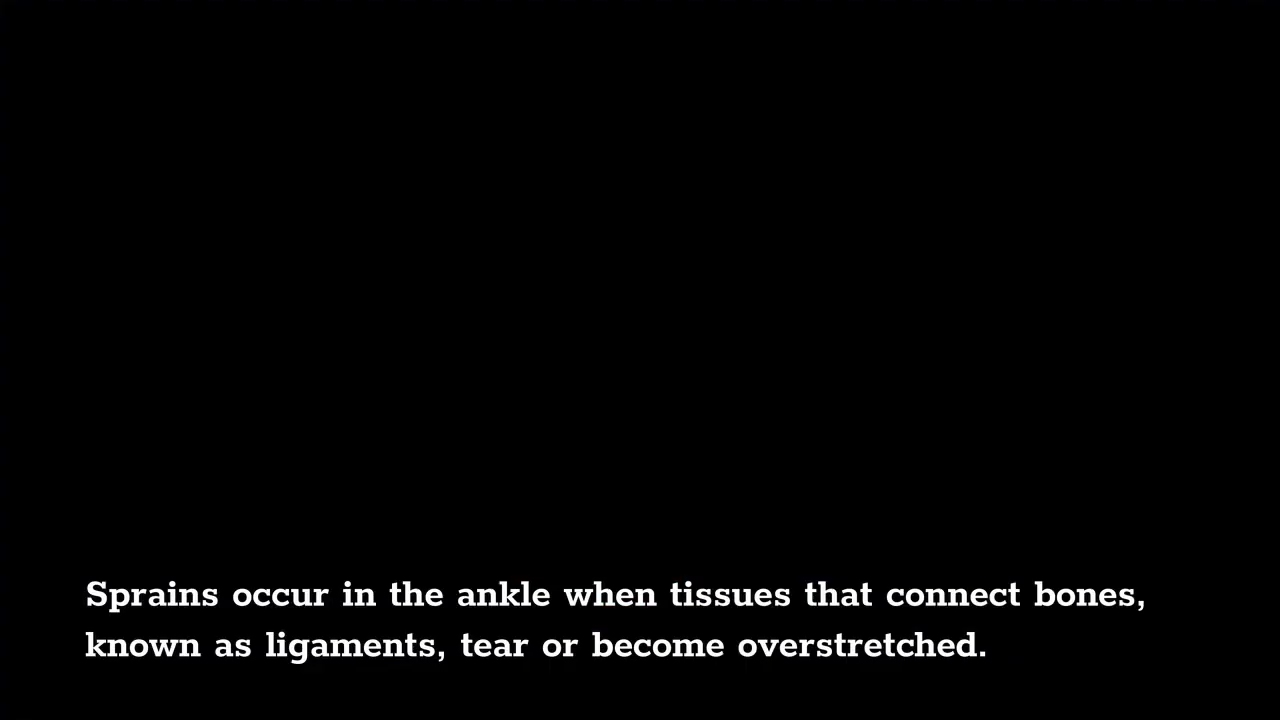 Sprains occur in the ankle when tissues that connect bones,
known as ligaments, tear or become overstretched.